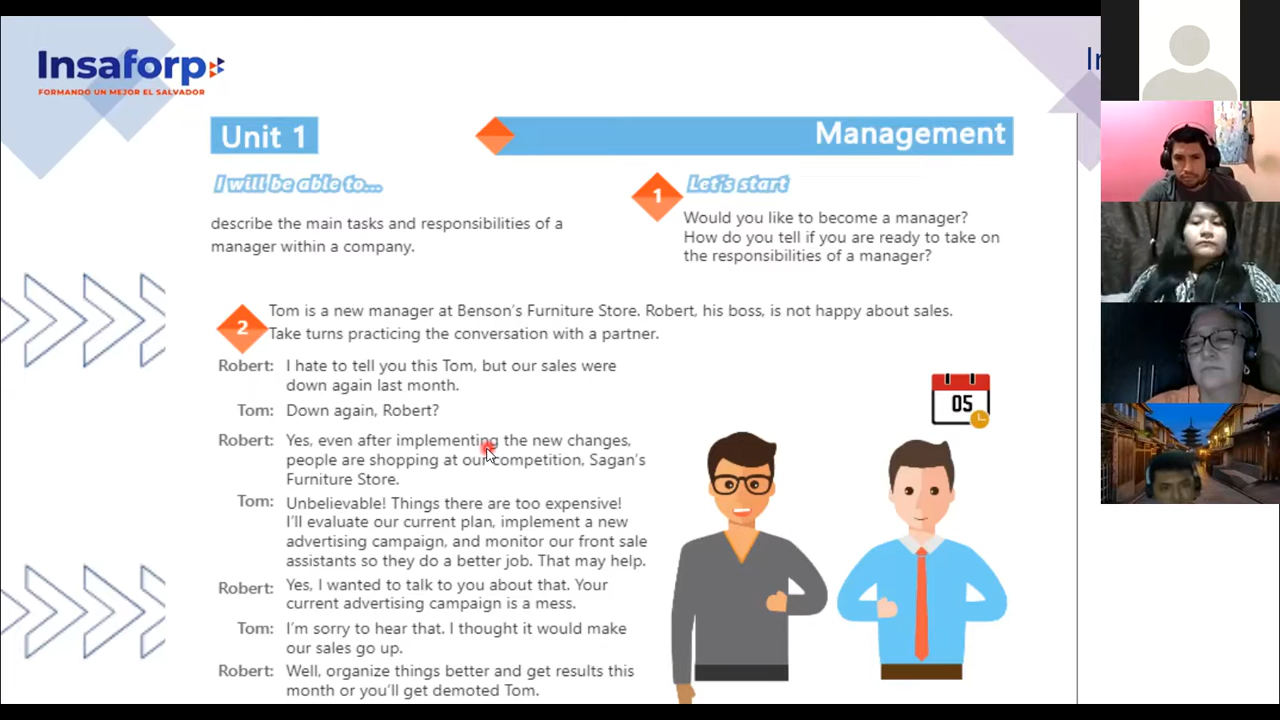 Insaforp
FORMANDO UN MEJOR EL SALVADOR
Unit 1
Management
I will be able to...
describe the main tasks and responsibilities of a
manager within a company.
1
Let's start
Would you like to become a manager?
How do you tell if you are ready to take on
the responsibilities of a manager?
2
Tom is a new manager at Benson's Furniture Store. Robert, his boss, is not happy about sales.
Take turns practicing the conversation with a partner.
Robert: I hate to tell you this Tom, but our sales were
down again last month.
Tom: Down again, Robert?
Robert: Yes, even after implementing the new changes,
people are shopping at our competition, Sagan's
Furniture Store.
Tom: Unbelievable! Things there are too expensive!
I'll evaluate our current plan, implement a new
advertising campaign, and monitor our front sale
assistants so they do a better job. That may help.
Robert: Yes, I wanted to talk to you about that. Your
current advertising campaign is a mess.
Tom: I'm sorry to hear that. I thought it would make
our sales go up.
Robert: Well, organize things better and get results this
month or you'll get demoted Tom.
05